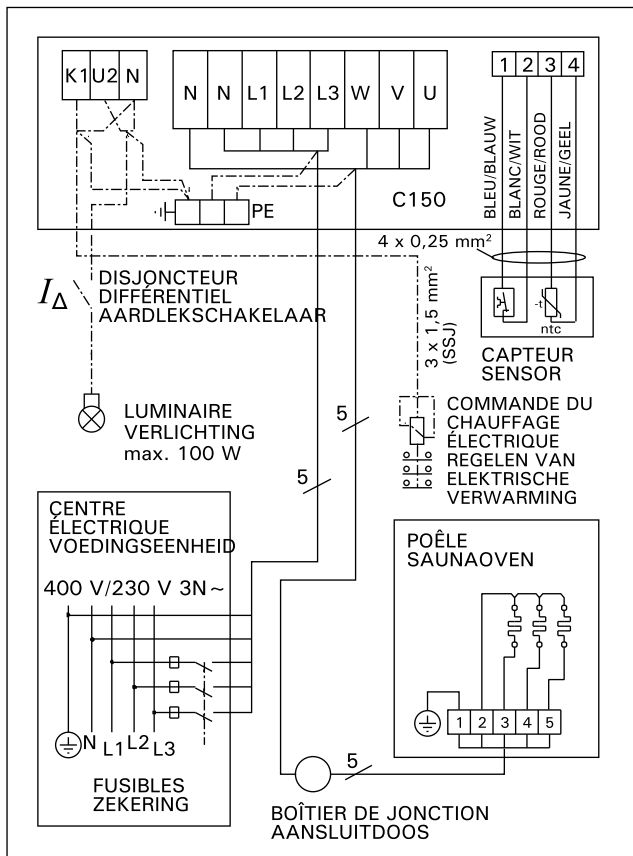 K1 U2 N
N N L1 L2 L3 W V U
1 2 3 4
BLEU/BLAUW
BLANC/WIT
ROUGE/ROOD
JAUNE/GEEL
PE
C150
4 x 0,25 mm²
I∆
DISJONCTEUR
DIFFÉRENTIEL
AARDLEKSCHAKELAAR
3 x 1,5 mm²
(SSJ)
-t
ntc
CAPTEUR
SENSOR
LUMINAIRE
VERLICHTING
max. 100 W
5
COMMANDE DU
CHAUFFAGE
ÉLECTRIQUE
REGELEN VAN
ELEKTRISCHE
VERWARMING
5
CENTRE
ÉLECTRIQUE
VOEDINGSEENHEID
400 V/230 V 3N~
N L1 L2 L3
FUSIBLES
ZEKERING
POÊLE
SAUNAOVEN
1 2 3 4 5
5
BOÎTIER DE JONCTION
AANSLUITDOOS